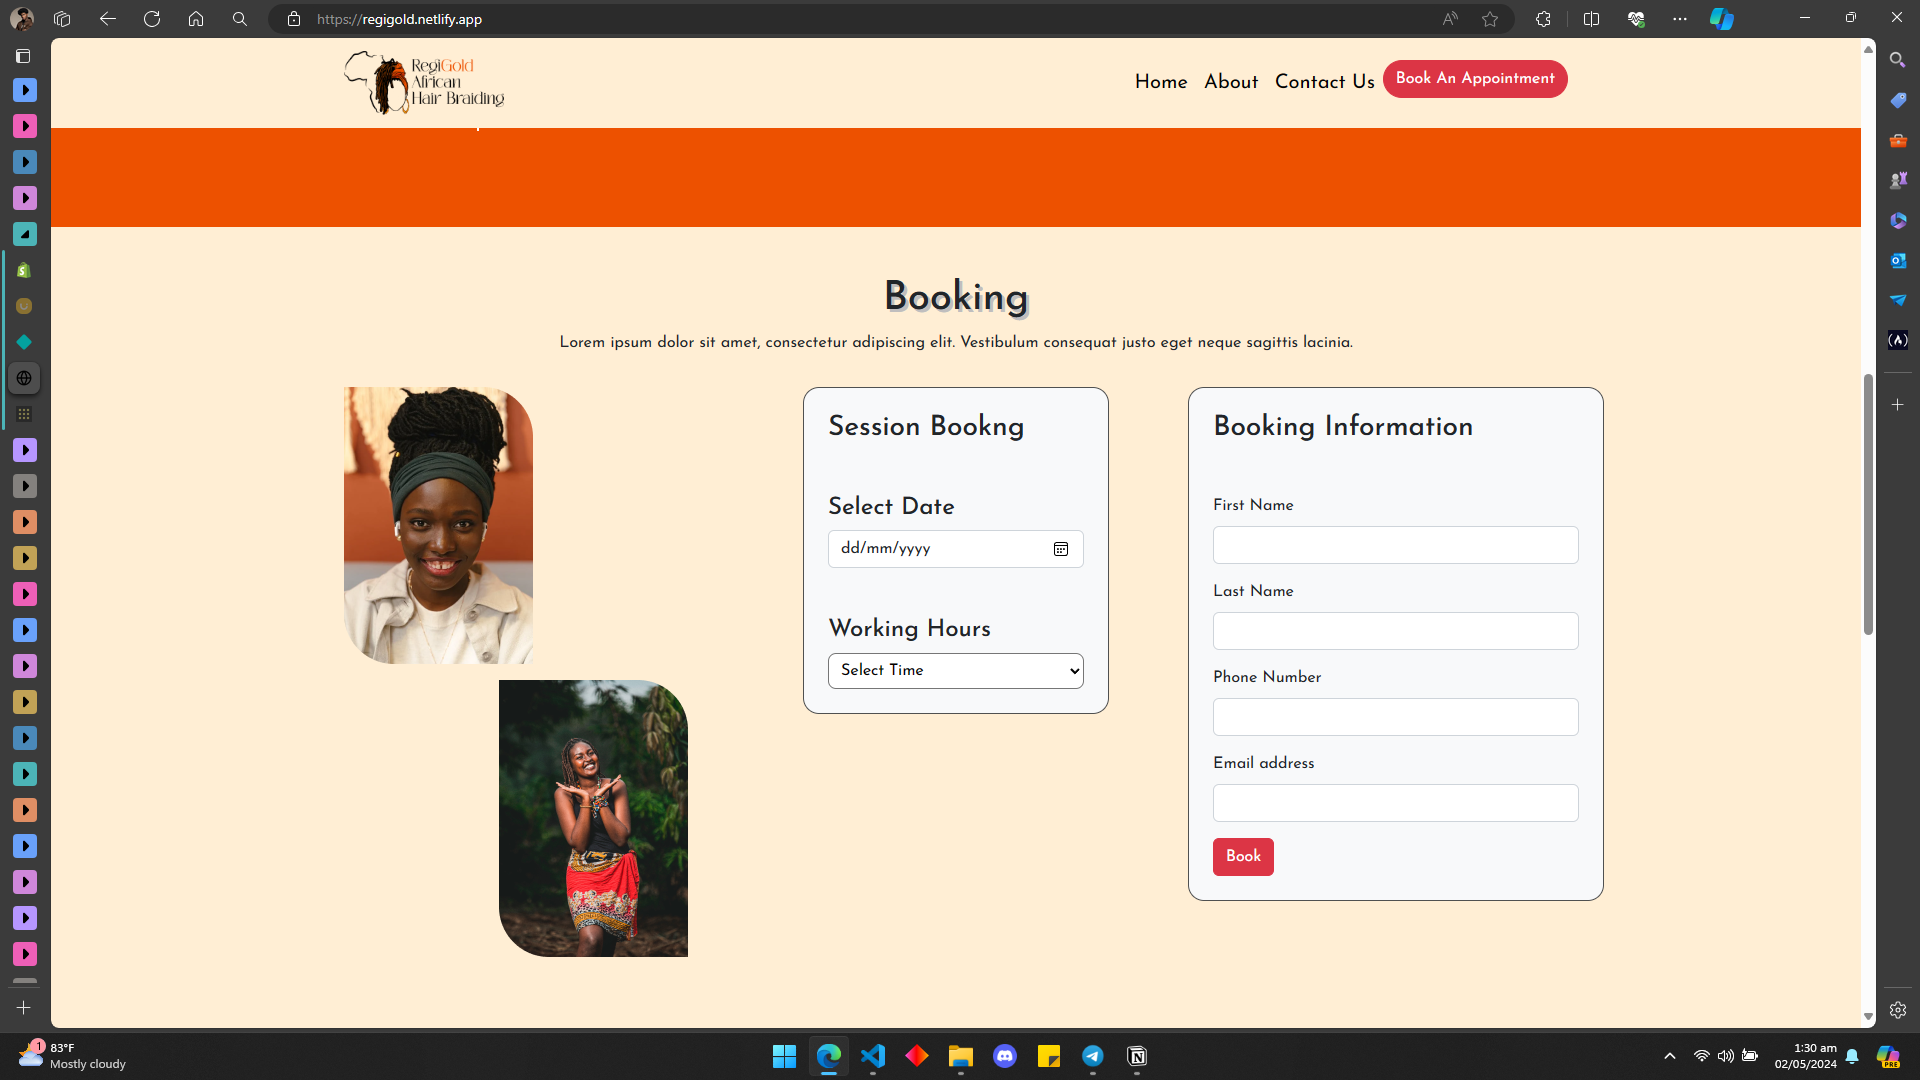 https://regigold.netlify.app
RegiGold
African
Hair Braiding
Home
About
Contact Us
Book An Appointment
Booking
Lorem ipsum dolor sit amet, consectetur adipiscing elit. Vestibulum consequat justo eget neque sagittis lacinia.
Session Bookng
Select Date
dd/mm/yyyy
Working Hours
Select Time
Booking Information
First Name
Last Name
Phone Number
Email address
Book
1
83°F
Mostly cloudy
1:30 am
02/05/2024
PRE